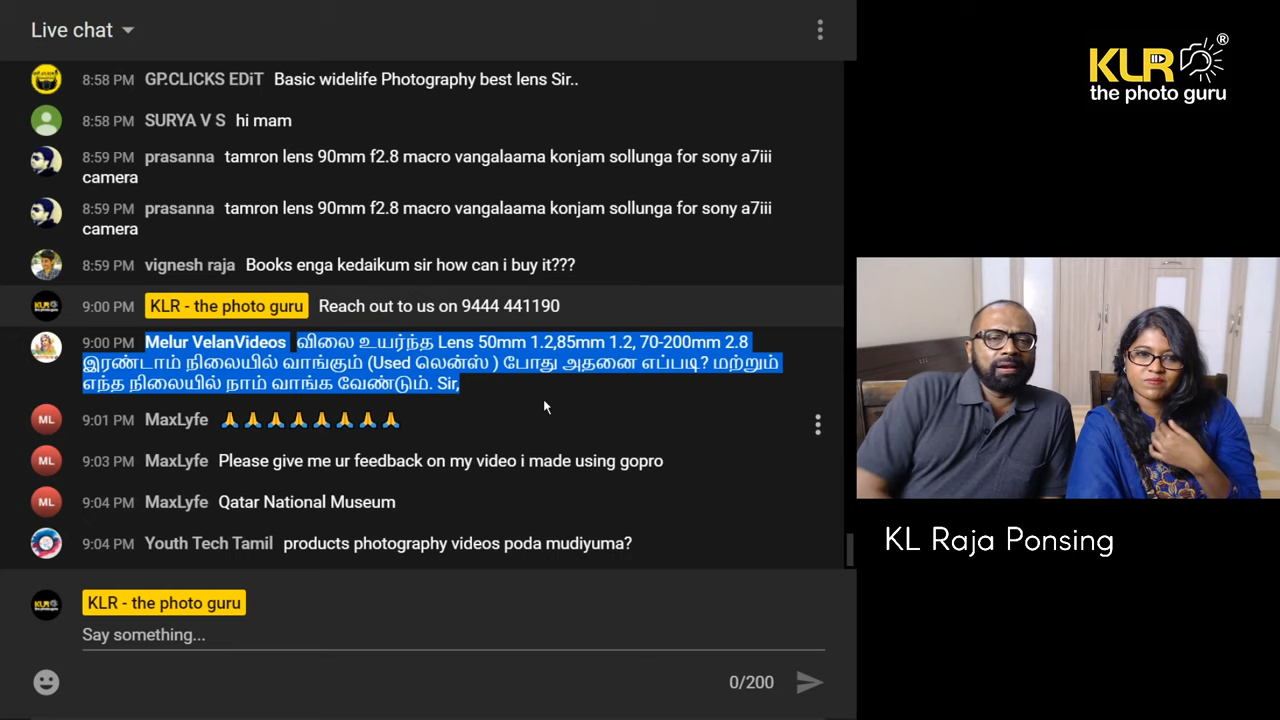 Live chat
8:58 PM GP.CLICKS EDiT Basic widelife Photography best lens Sir..
8:58 PM SURYA V S hi mam
8:59 PM prasanna tamron lens 90mm f2.8 macro vangalaama konjam sollunga for sony a7iii
camera
8:59 PM prasanna tamron lens 90mm f2.8 macro vangalaama konjam sollunga for sony a7iii
camera
8:59 PM vignesh raja Books enga kedaikum sir how can i buy it???
9:00 PM KLR - the photo guru Reach out to us on 9444 441190
9:00 PM Melur VelanVideos விலை உயர்ந்த Lens 50mm 1.2,85mm 1.2, 70-200mm 2.8
இரண்டாம் நிலையில் வாங்கும் (Used லென்ஸ் ) போது அதனை எப்படி? மற்றும்
எந்த நிலையில் நாம் வாங்க வேண்டும். Sir,
ML 9:01 PM MaxLyfe 🙏🙏🙏🙏🙏🙏🙏🙏
ML 9:03 PM MaxLyfe Please give me ur feedback on my video i made using gopro
ML 9:04 PM MaxLyfe Qatar National Museum
9:04 PM Youth Tech Tamil products photography videos poda mudiyuma?
KLR - the photo guru
Say something...
0/200
KLR ®
the photo guru
KL Raja Ponsing